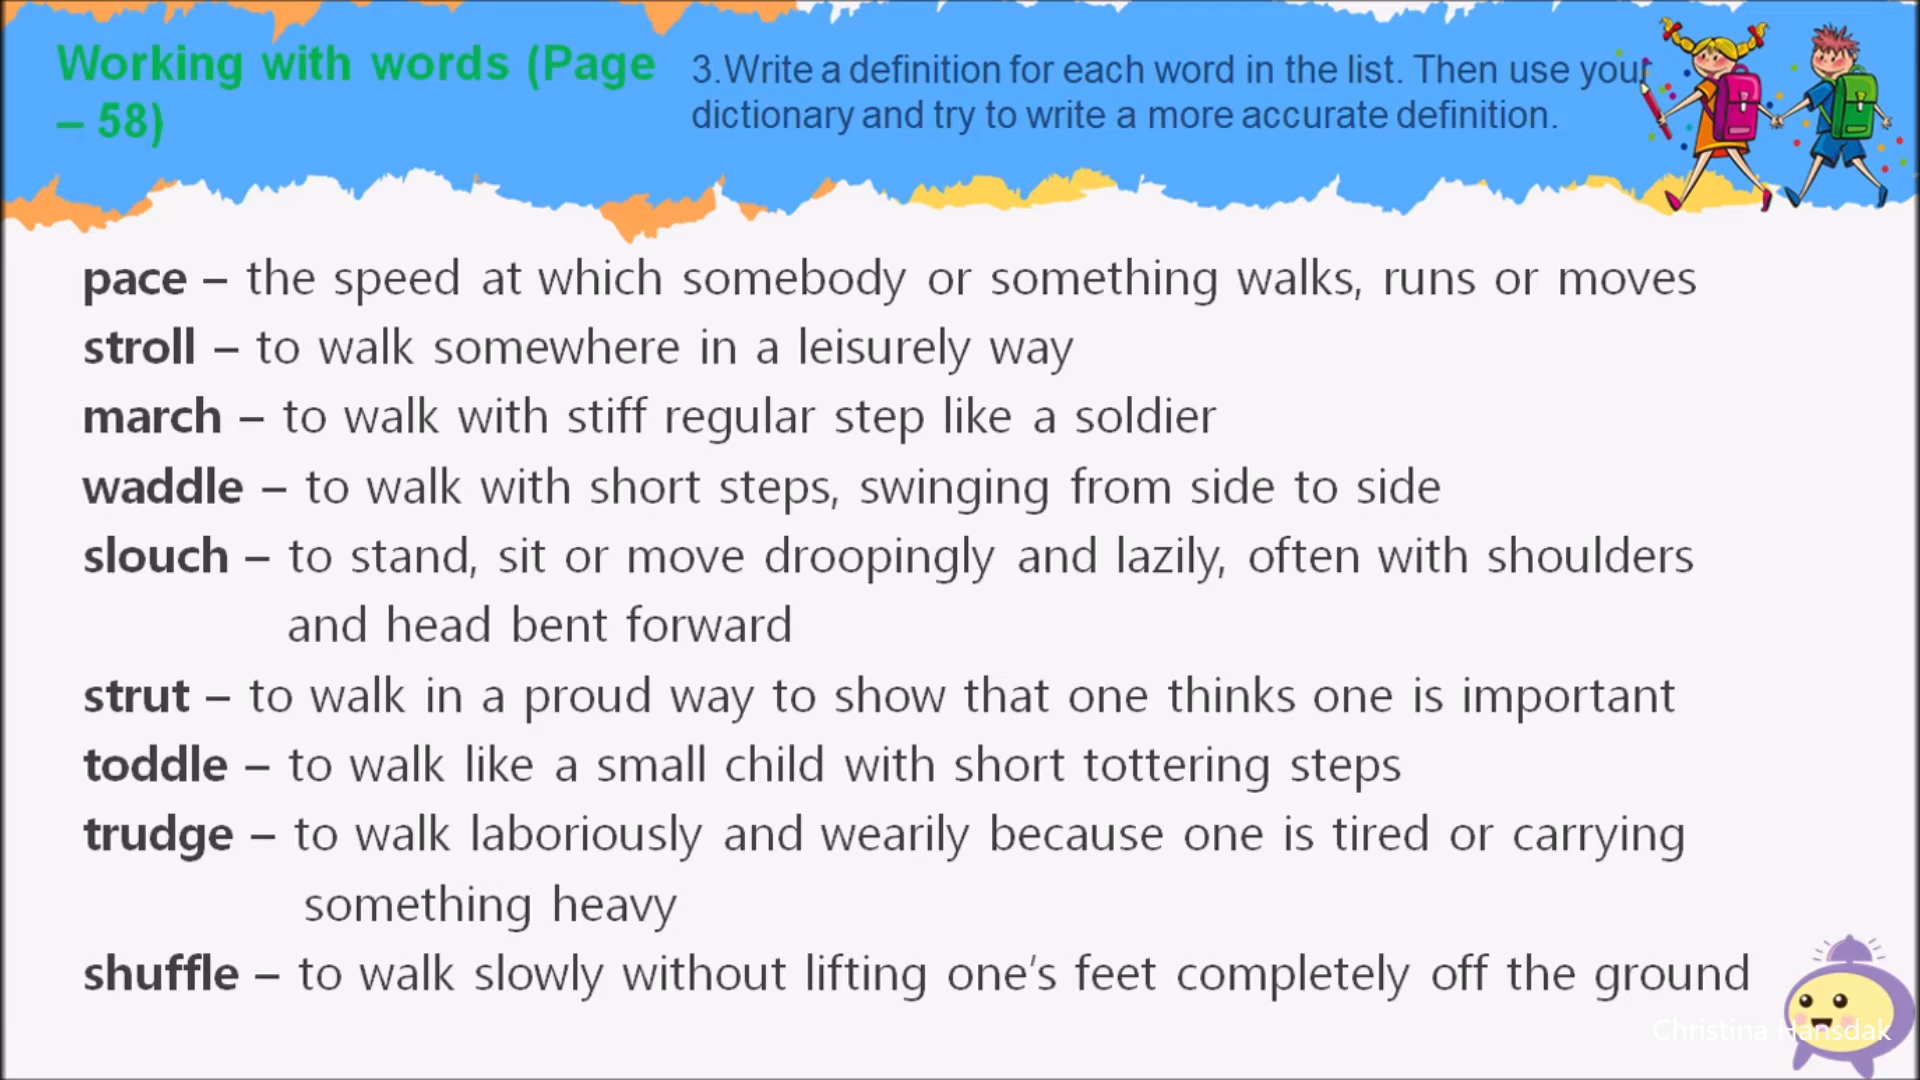 Working with words (Page
– 58)
3.Write a definition for each word in the list. Then use your
dictionary and try to write a more accurate definition.
pace – the speed at which somebody or something walks, runs or moves
stroll – to walk somewhere in a leisurely way
march – to walk with stiff regular step like a soldier
waddle – to walk with short steps, swinging from side to side
slouch – to stand, sit or move droopingly and lazily, often with shoulders
and head bent forward
strut – to walk in a proud way to show that one thinks one is important
toddle – to walk like a small child with short tottering steps
trudge – to walk laboriously and wearily because one is tired or carrying
something heavy
shuffle – to walk slowly without lifting one's feet completely off the ground
Christina Hansdak